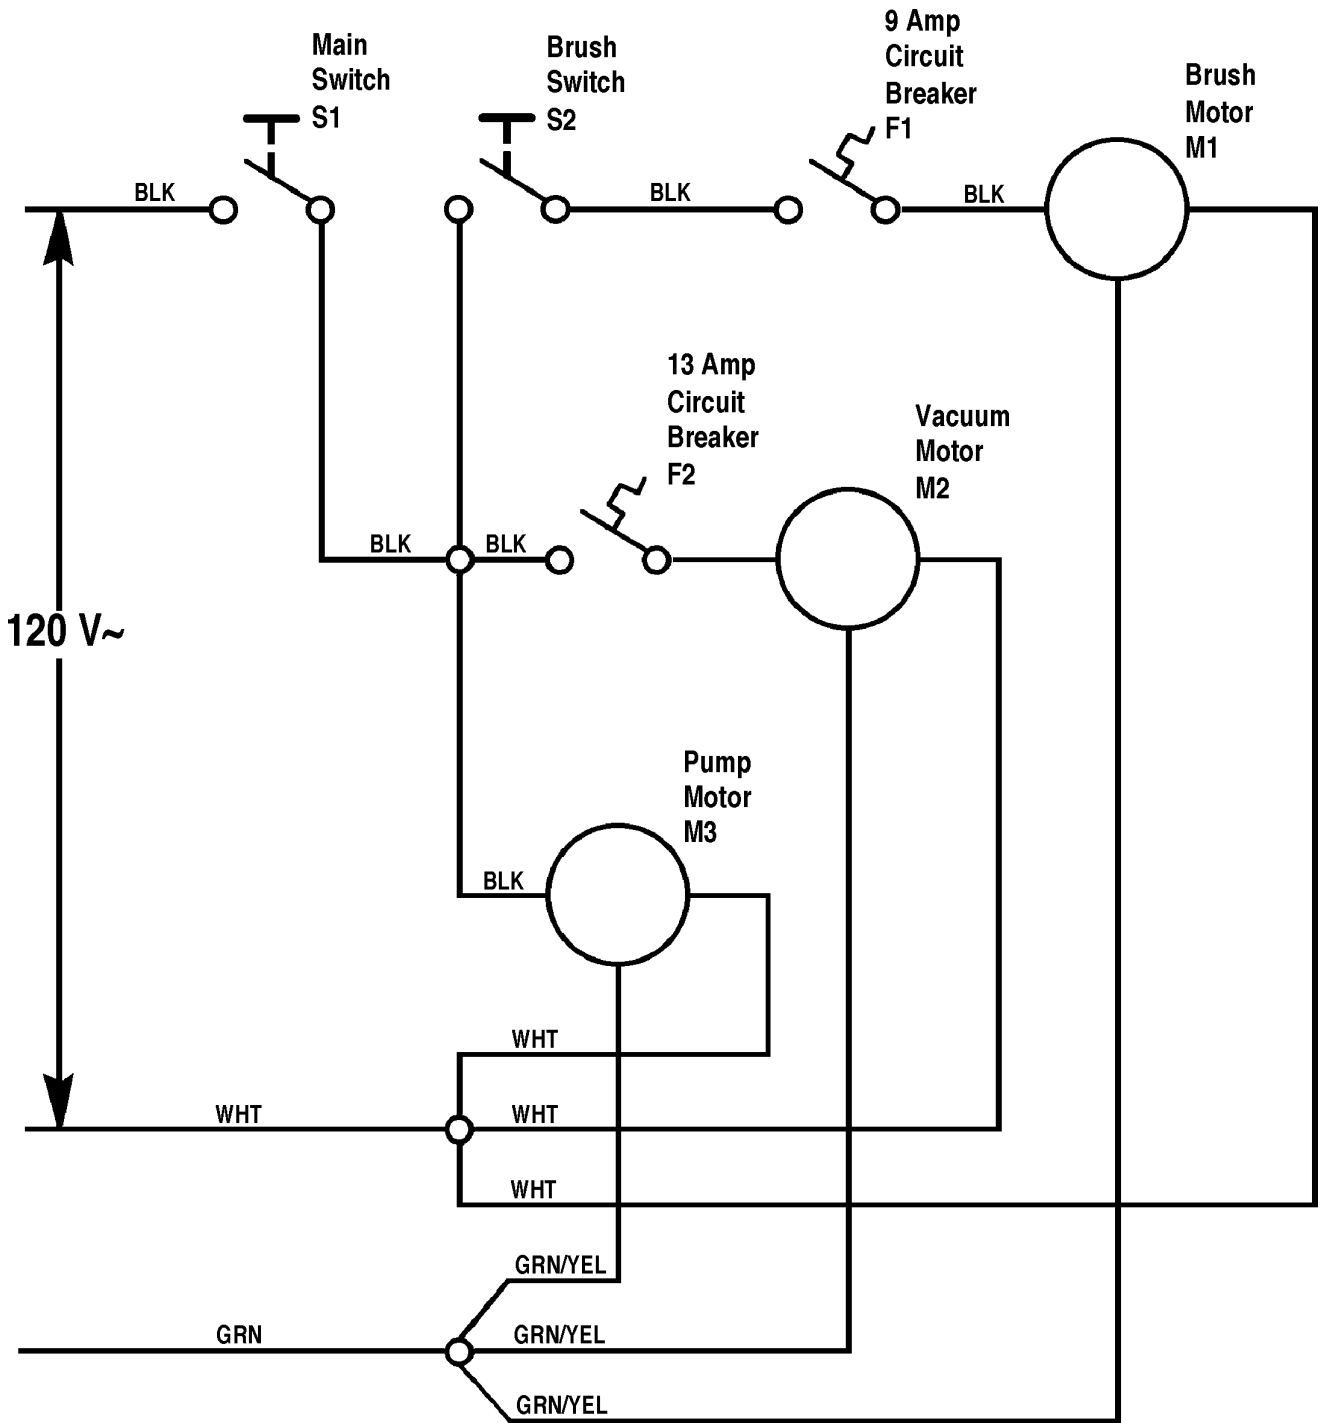 Main
Switch
S1
Brush
Switch
S2
9 Amp
Circuit
Breaker
F1
Brush
Motor
M1
BLK
BLK
BLK
13 Amp
Circuit
Breaker
F2
Vacuum
Motor
M2
BLK
BLK
120 V~
Pump
Motor
M3
BLK
WHT
WHT
WHT
WHT
GRN/YEL
GRN
GRN/YEL
GRN/YEL